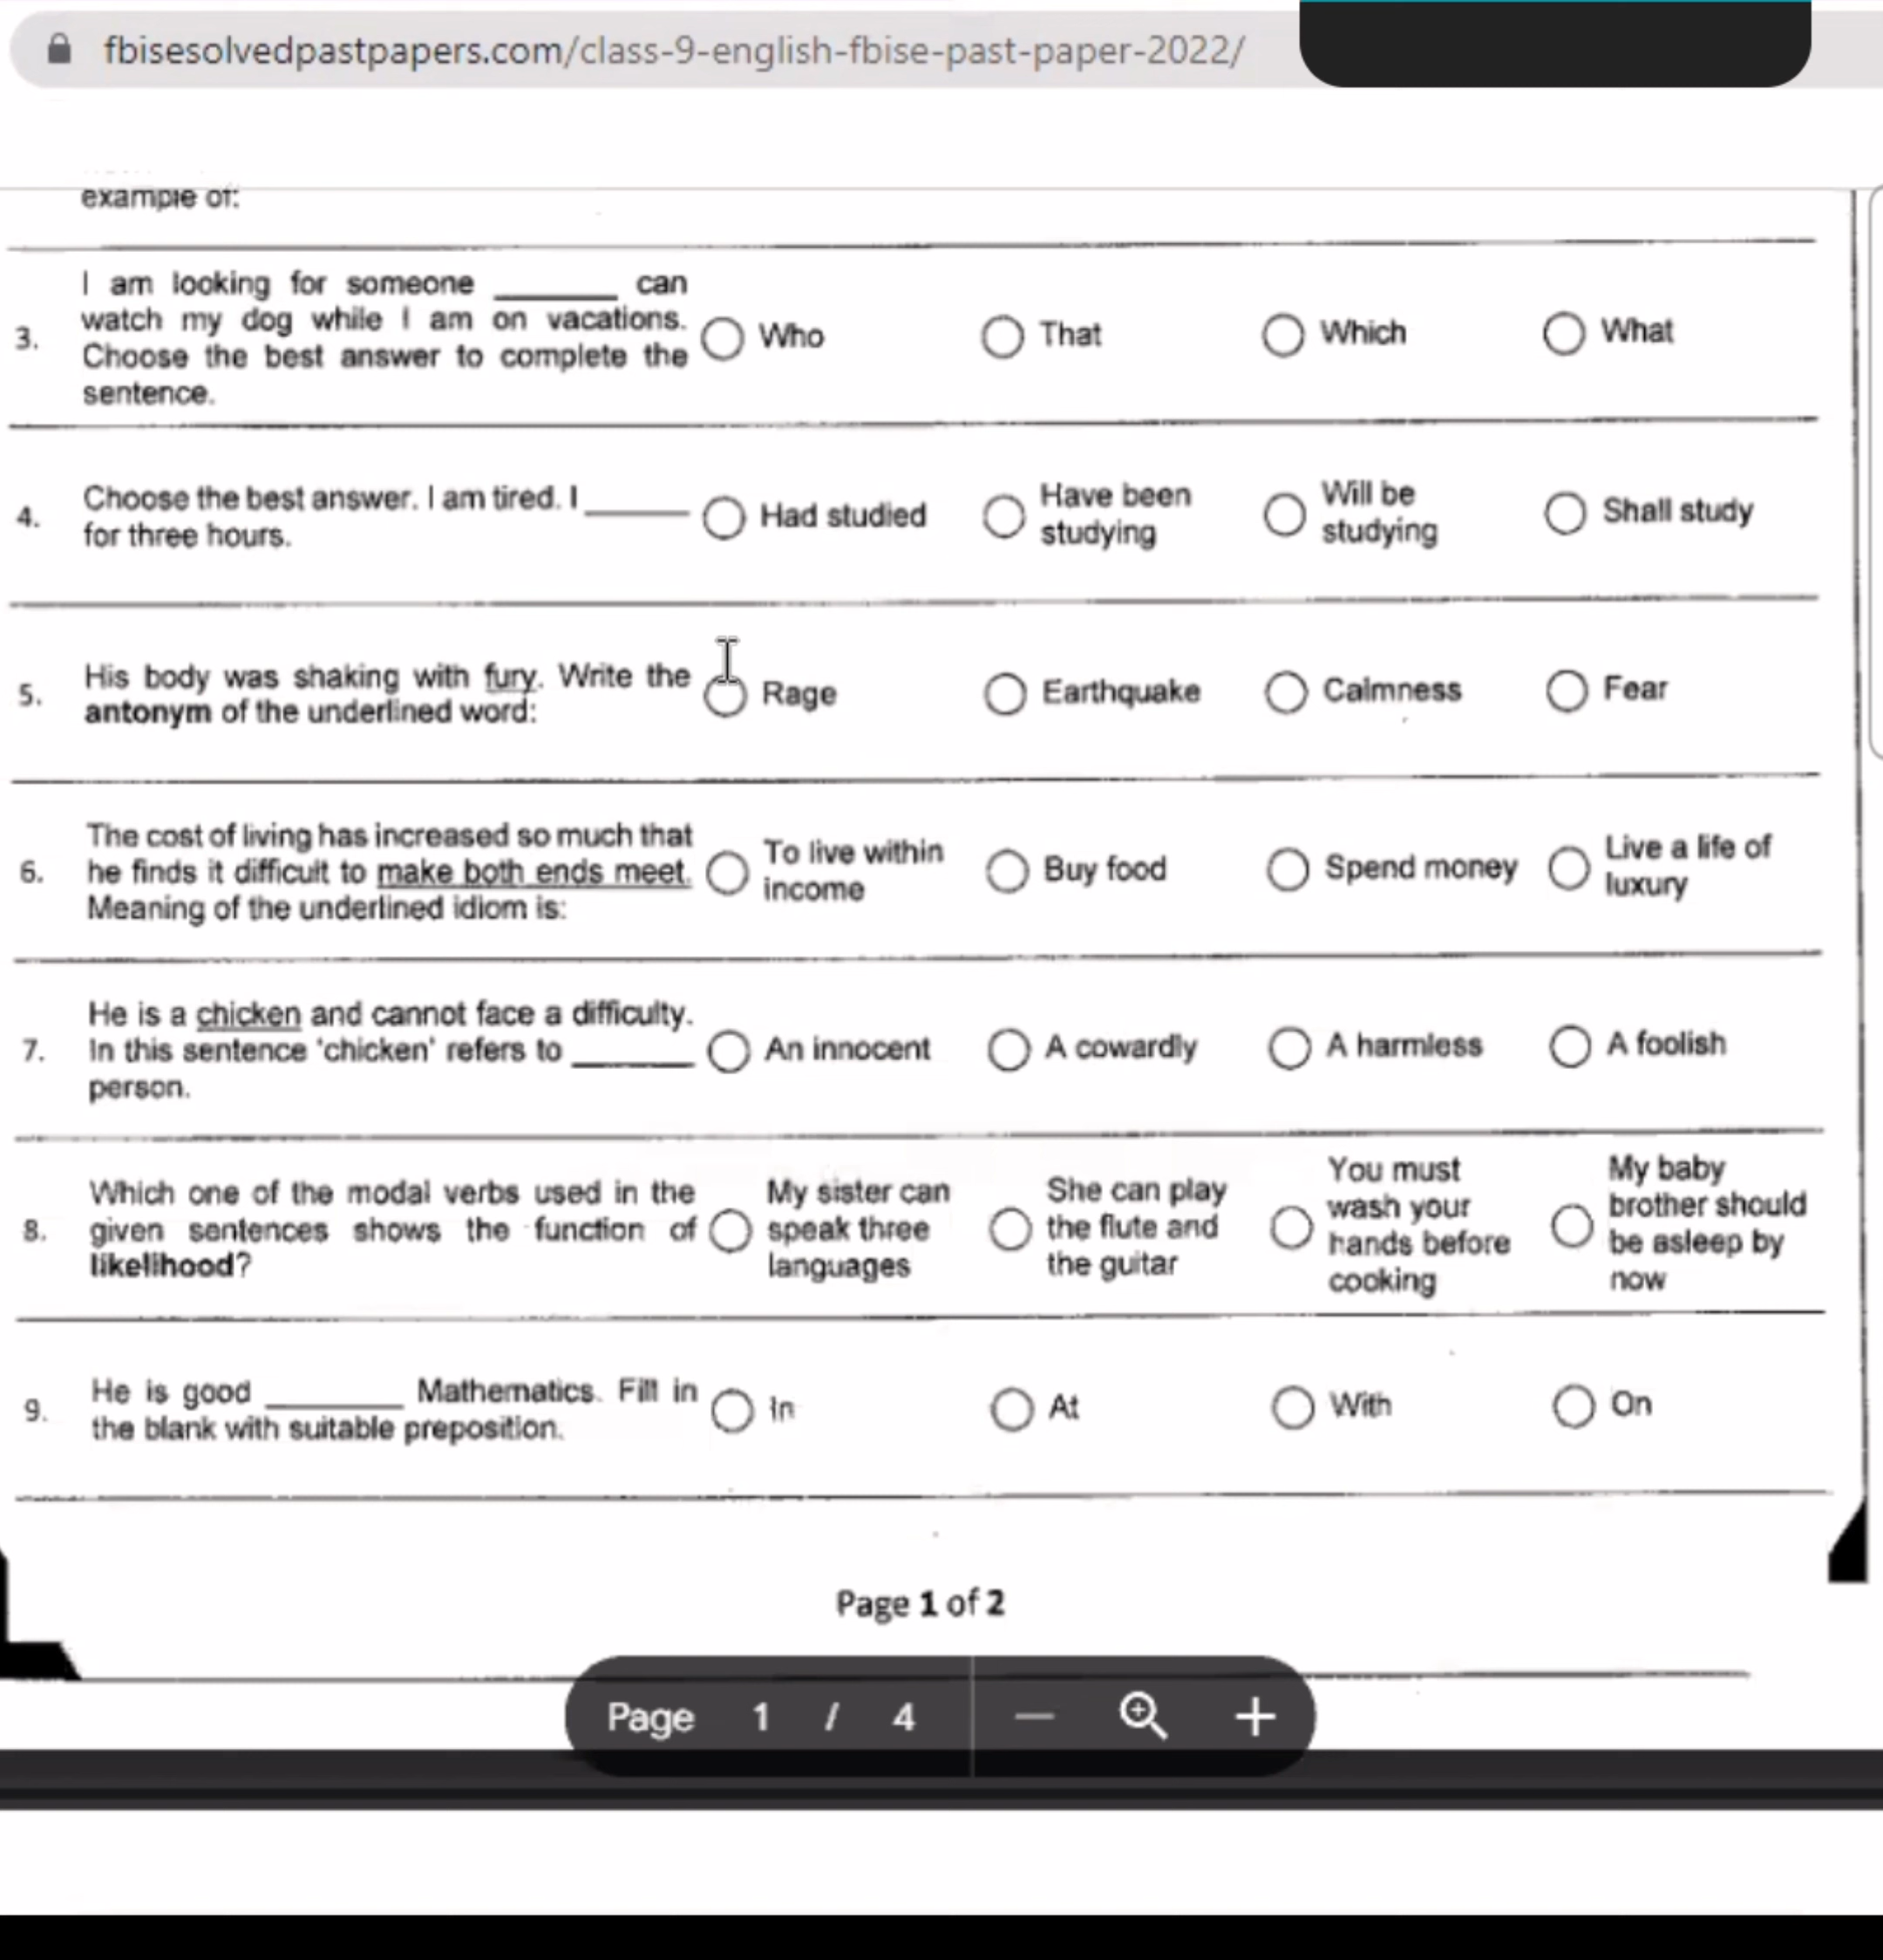 fbisesolvedpastpapers.com/class-9-english-fbise-past-paper-2022/
example of:
3.
I am looking for someone _______ can
watch my dog while I am on vacations.
Choose the best answer to complete the
sentence.
Who
That
Which
What
4.
Choose the best answer. I am tired. I ______
for three hours.
Had studied
Have been
studying
Will be
studying
Shall study
5.
His body was shaking with fury. Write the
antonym of the underlined word:
Rage
Earthquake
Calmness
Fear
6.
The cost of living has increased so much that
he finds it difficult to make both ends meet.
Meaning of the underlined idiom is:
To live within
income
Buy food
Spend money
Live a life of
luxury
7.
He is a chicken and cannot face a difficulty.
In this sentence 'chicken' refers to _______
person.
An innocent
A cowardly
A harmless
A foolish
8.
Which one of the modal verbs used in the
given sentences shows the function of
likelihood?
My sister can
speak three
languages
She can play
the flute and
the guitar
You must
wash your
hands before
cooking
My baby
brother should
be asleep by
now
9.
He is good ________ Mathematics. Fill in
the blank with suitable preposition.
In
At
With
On
Page 1 of 2
Page 1 / 4